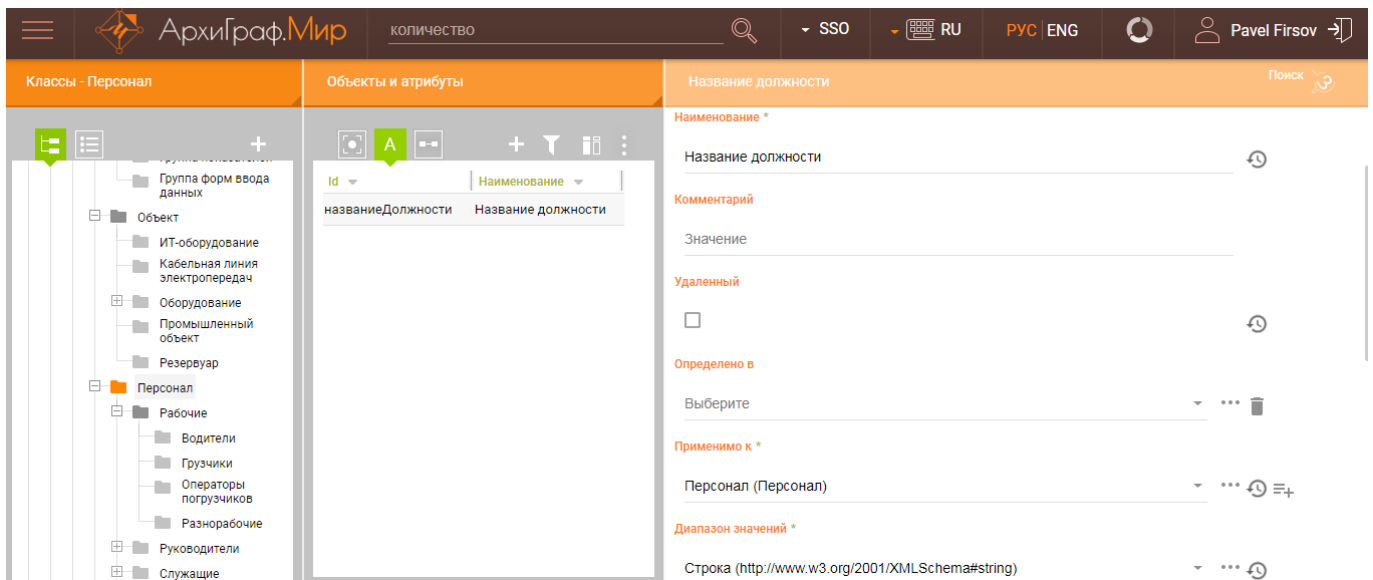 АрхиГраф.Мир
количество
SSO
RU
РУС ENG
Pavel Firsov
Классы - Персонал
Объекты и атрибуты
Название должности
Поиск
Группа форм ввода
данных
Объект
ИТ-оборудование
Кабельная линия
электропередач
Оборудование
Промышленный
объект
Резервуар
Персонал
Рабочие
Водители
Грузчики
Операторы
погрузчиков
Разнорабочие
Руководители
Служащие
A
Id
Наименование
названиеДолжности
Название должности
Наименование *
Название должности
Комментарий
Значение
Удаленный
Определено в
Выберите
Применимо к *
Персонал (Персонал)
Диапазон значений *
Строка (http://www.w3.org/2001/XMLSchema#string)